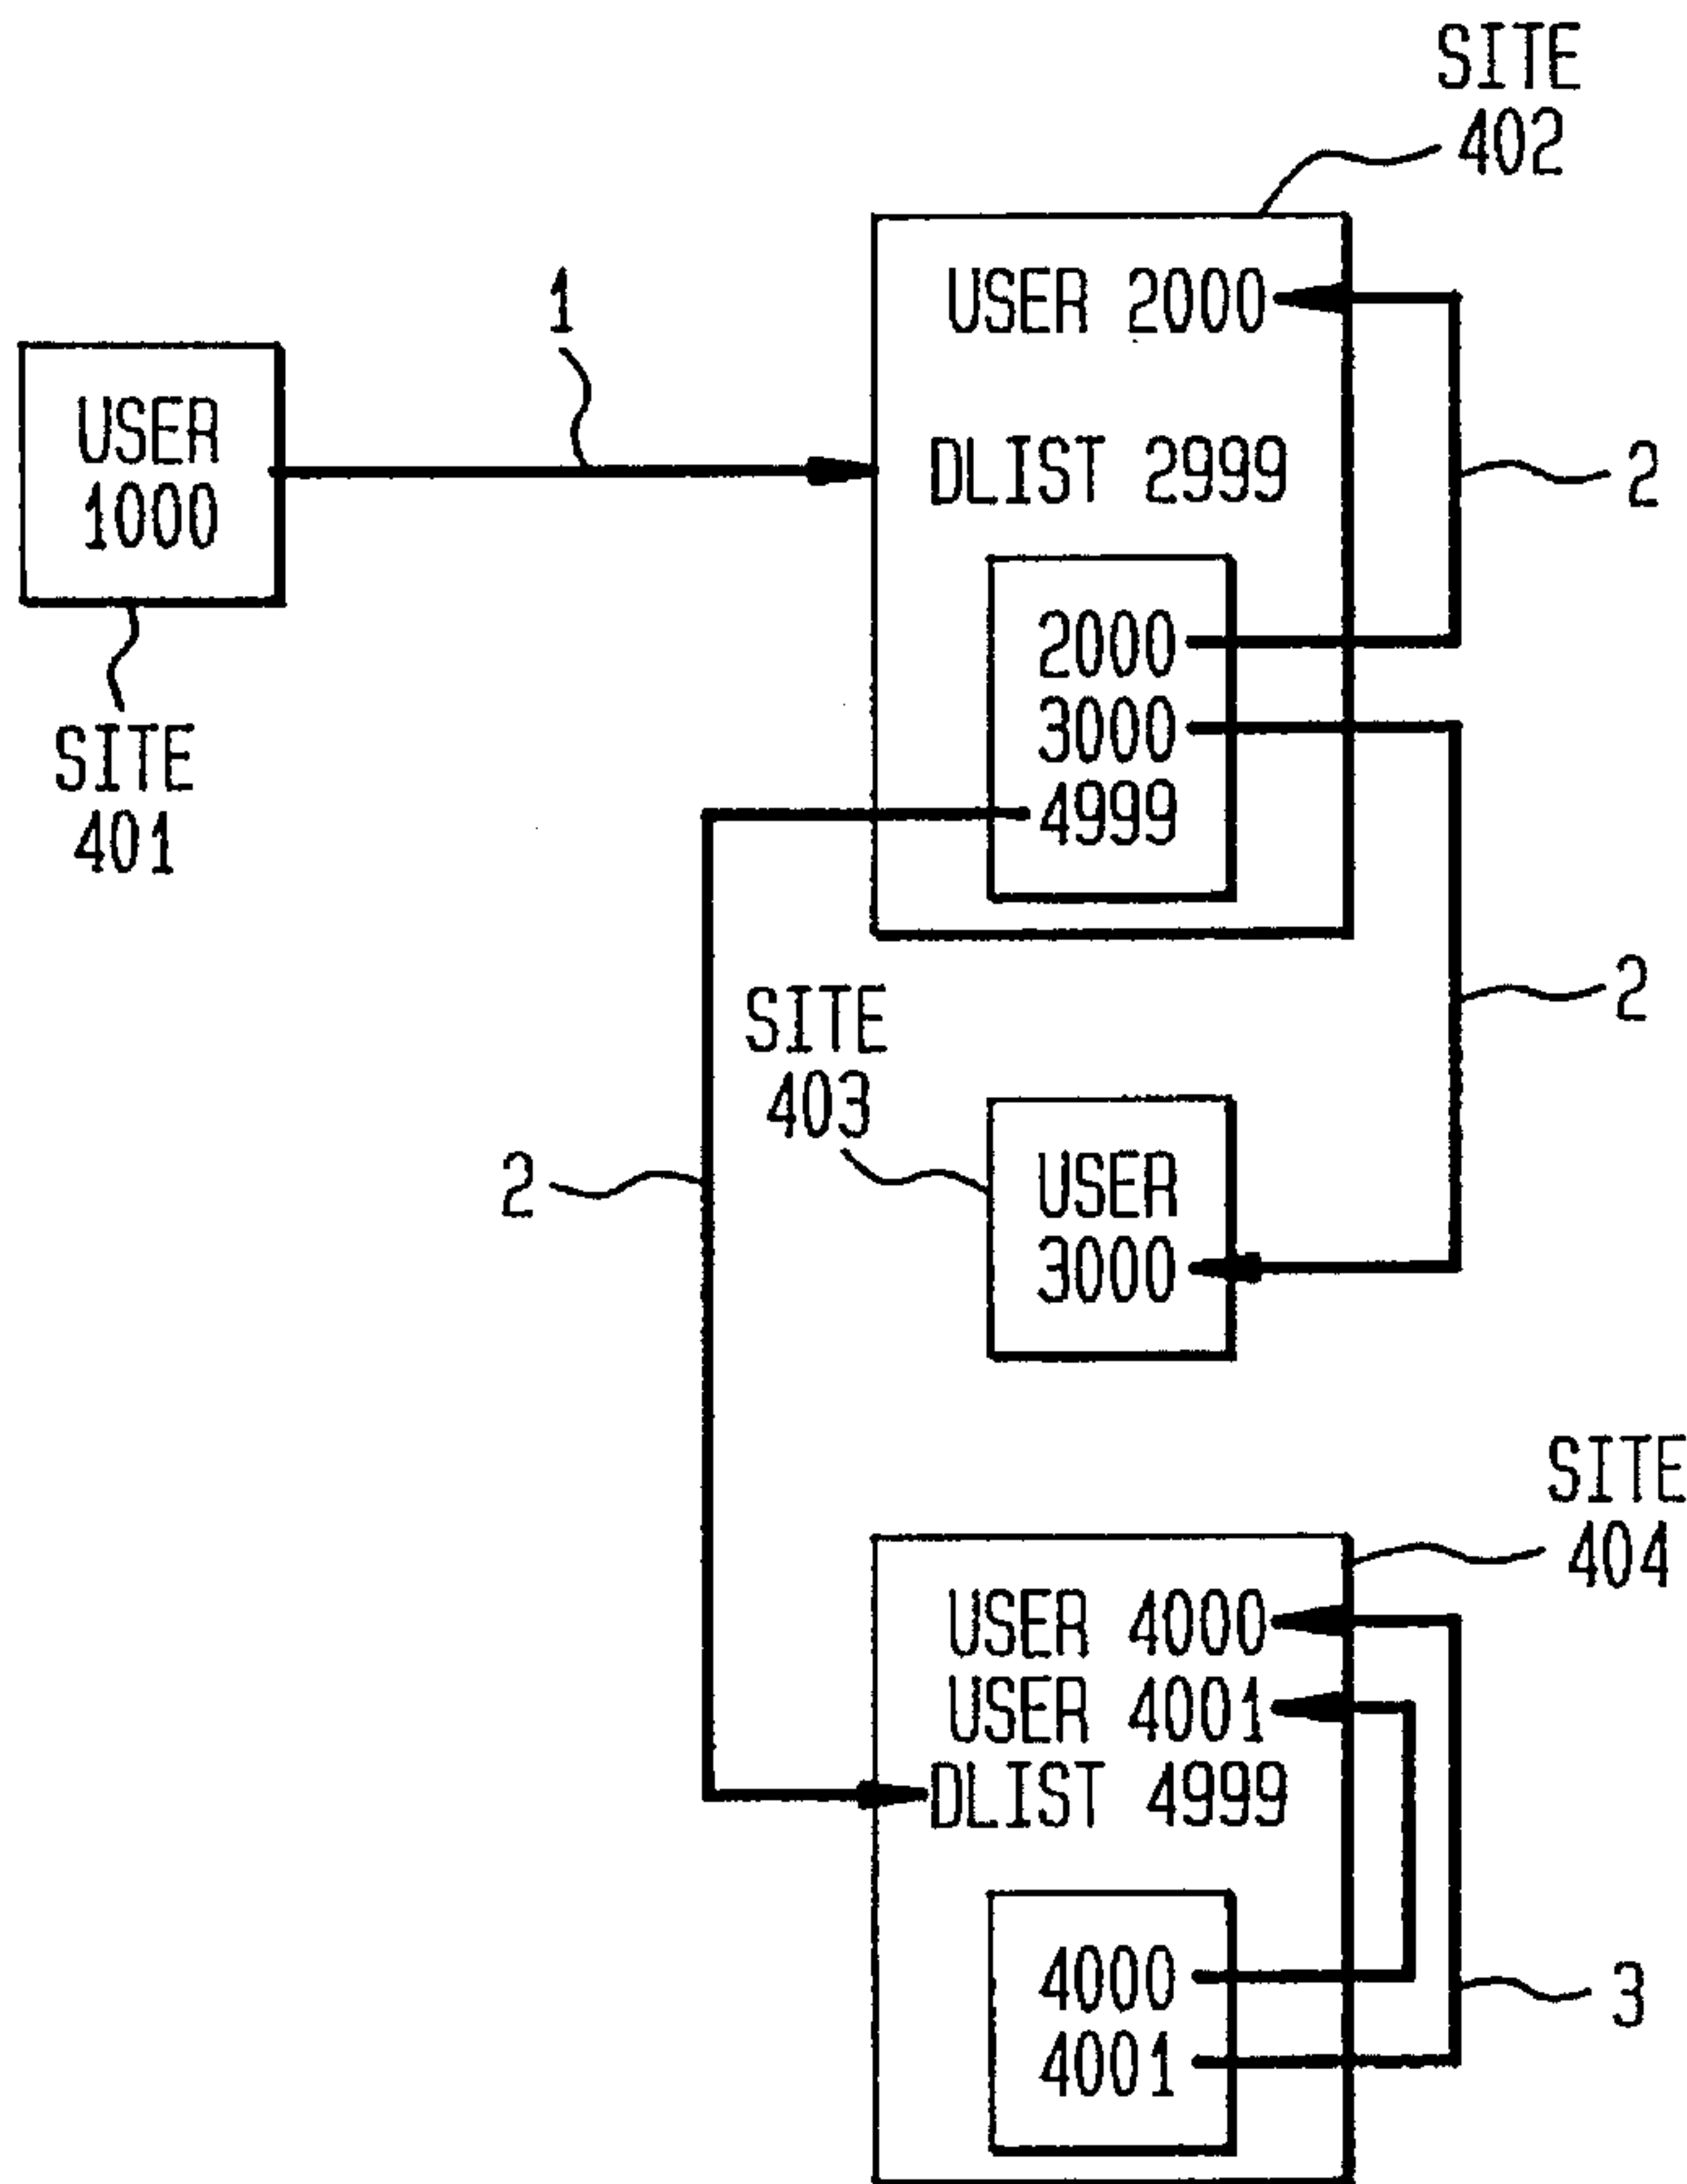 SITE
402
1
USER 2000
USER
1000
DLIST 2999
2
2000
3000
4999
SITE
401
2
SITE
403
2
USER
3000
SITE
404
USER 4000
USER 4001
DLIST 4999
4000
4001
3